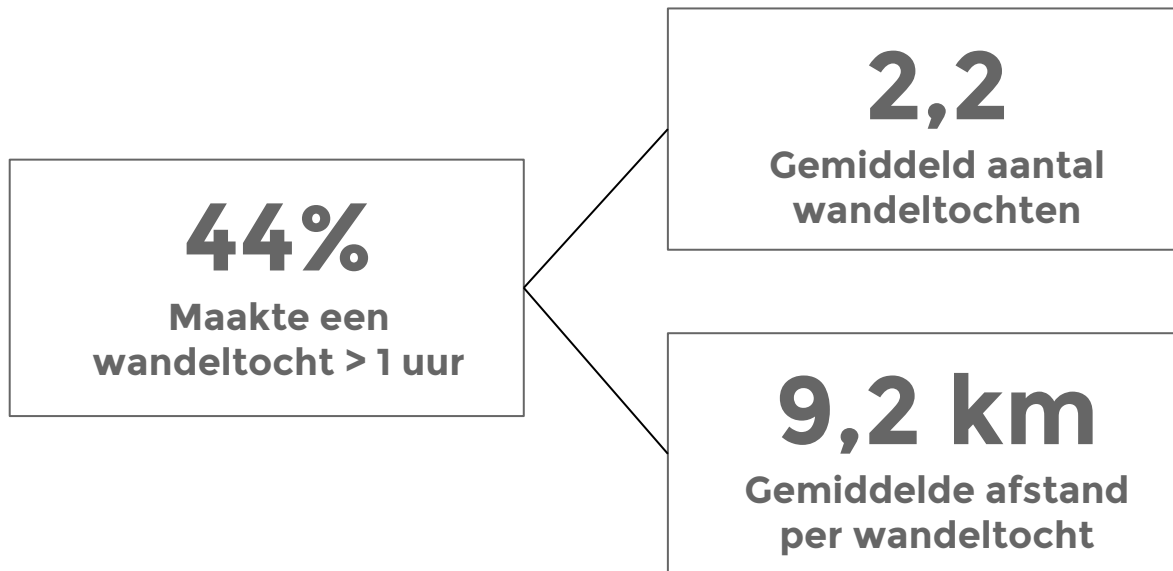 44%
Maakte een
wandeltocht > 1 uur
2,2
Gemiddeld aantal
wandeltochten
9,2 km
Gemiddelde afstand
per wandeltocht